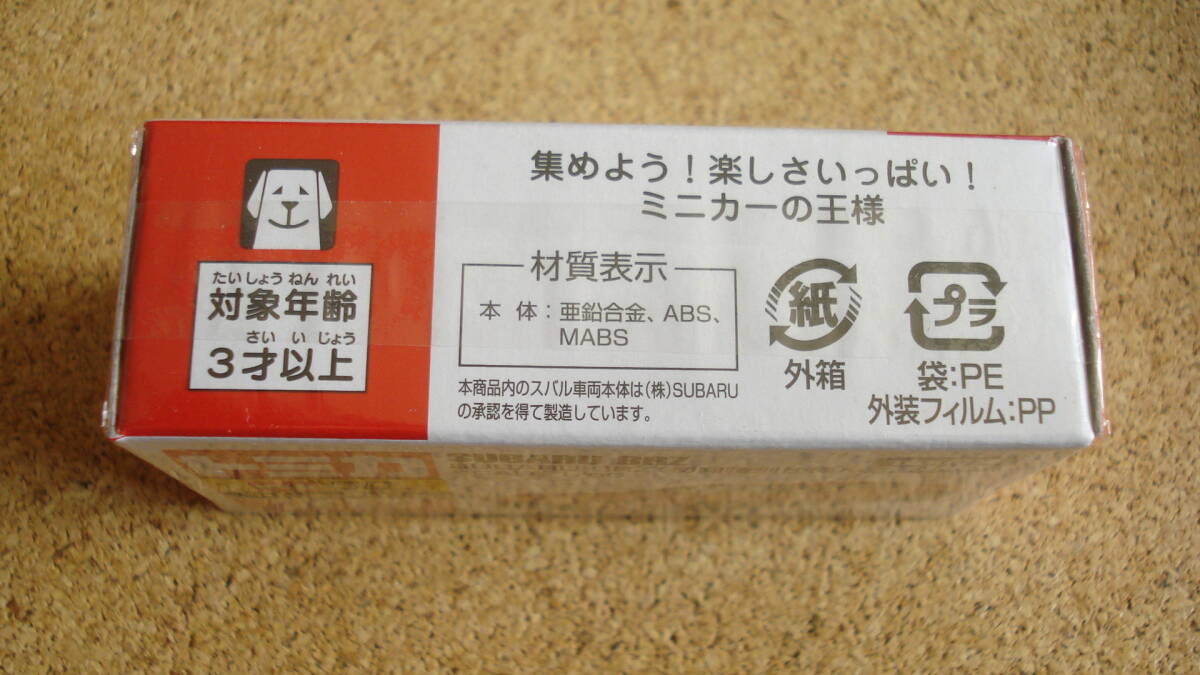 集めよう！楽しさいっぱい！
ミニカーの王様
たいしょうねんれい
対象年齢
さいいじょう
3才以上
材質表示
本体：亜鉛合金、ABS、
MABS
本商品内のスバル車両本体は(株)SUBARU
の承認を得て製造しています。
紙
外箱
プラ
袋:PE
外装フィルム:PP
トミカ
SUBARU BRZ